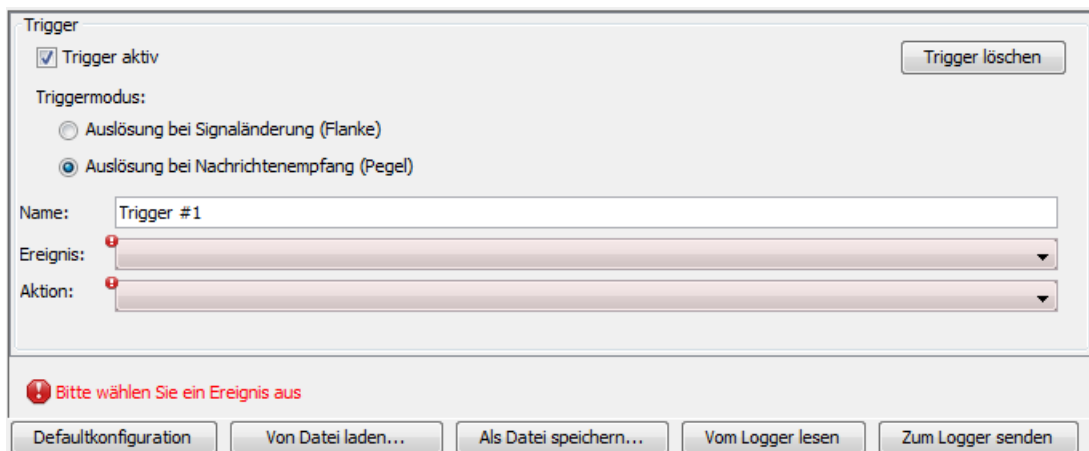 Trigger
Trigger aktiv
Trigger löschen
Triggermodus:
Auslösung bei Signaländerung (Flanke)
Auslösung bei Nachrichtenempfang (Pegel)
Name: Trigger #1
Ereignis:
Aktion:
Bitte wählen Sie ein Ereignis aus
Defaultkonfiguration Von Datei laden... Als Datei speichern... Vom Logger lesen Zum Logger senden